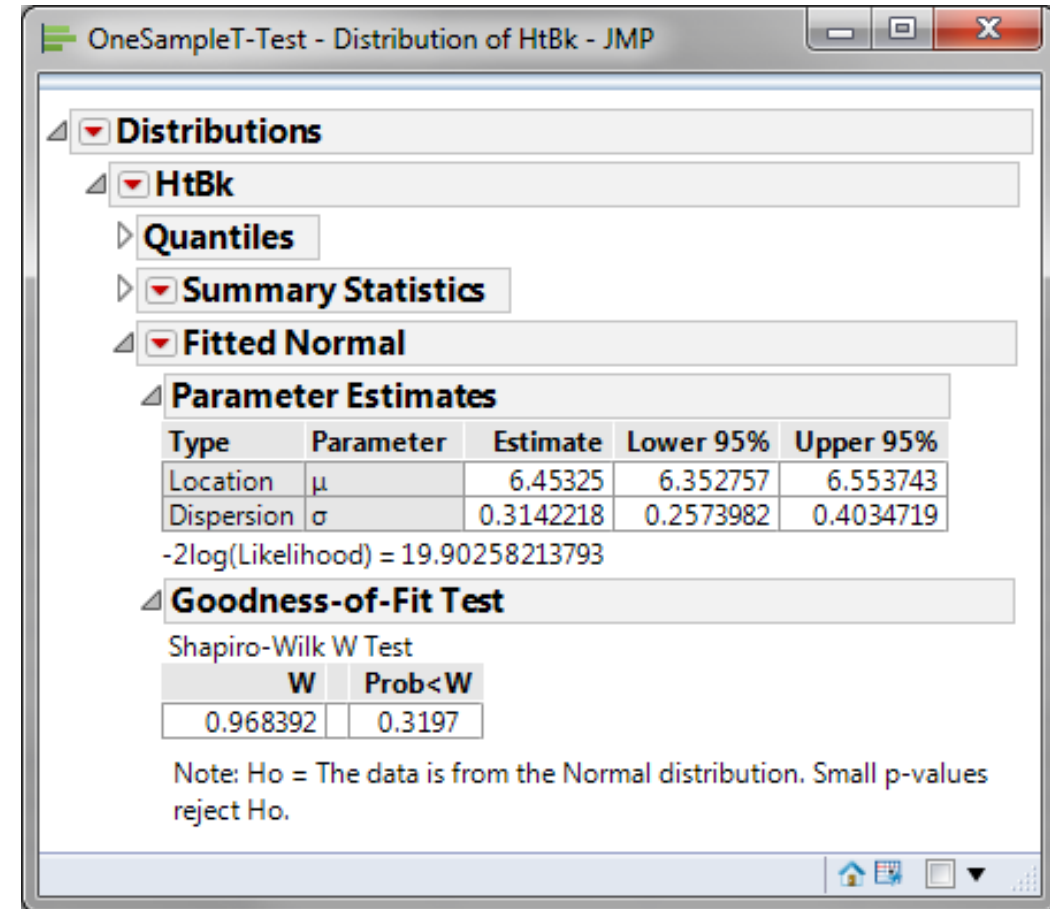 OneSampleT-Test - Distribution of HtBk - JMP
Distributions
HtBk
Quantiles
Summary Statistics
Fitted Normal
Parameter Estimates
Type Parameter Estimate Lower 95% Upper 95%
Location μ 6.45325 6.352757 6.553743
Dispersion σ 0.3142218 0.2573982 0.4034719
-2log(Likelihood) = 19.90258213793
Goodness-of-Fit Test
Shapiro-Wilk W Test
W Prob<W
0.968392 0.3197
Note: Ho = The data is from the Normal distribution. Small p-values
reject Ho.